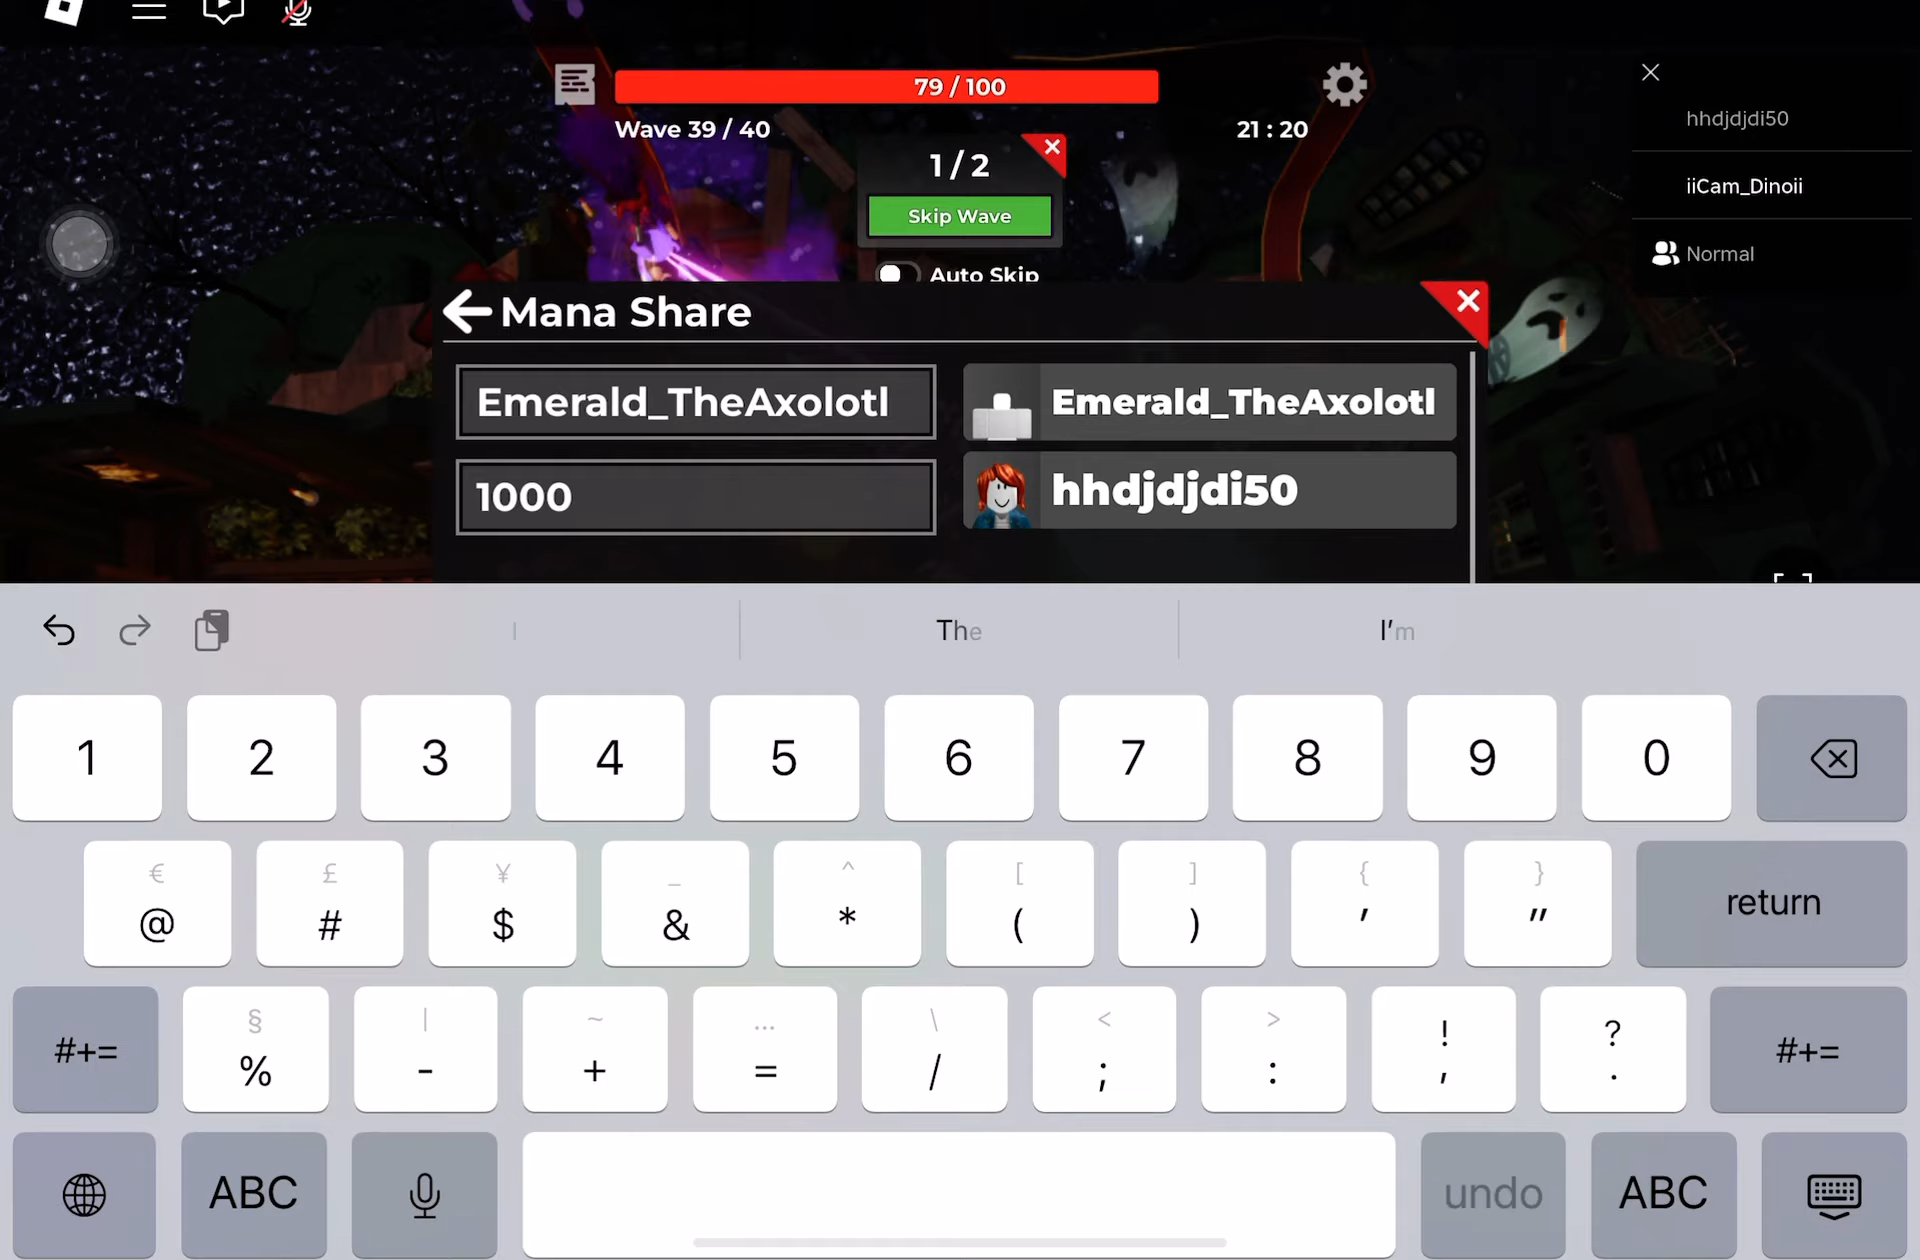 79 / 100
Wave 39 / 40
21 : 20
1 / 2
Skip Wave
Auto Skip
hhdjdjdi50
iiCam_Dinoii
Normal
Mana Share
Emerald_TheAxolotl
Emerald_TheAxolotl
1000
hhdjdjdi50
I
The
I'm
1 2 3 4 5 6 7 8 9 0
€ £ ¥ _ ^ [ ] { }
@ # $ & * ( ) ' "
return
§ | ~ … \ < > ! ?
#+= % - + = / ; : , . #+=
ABC
undo
ABC